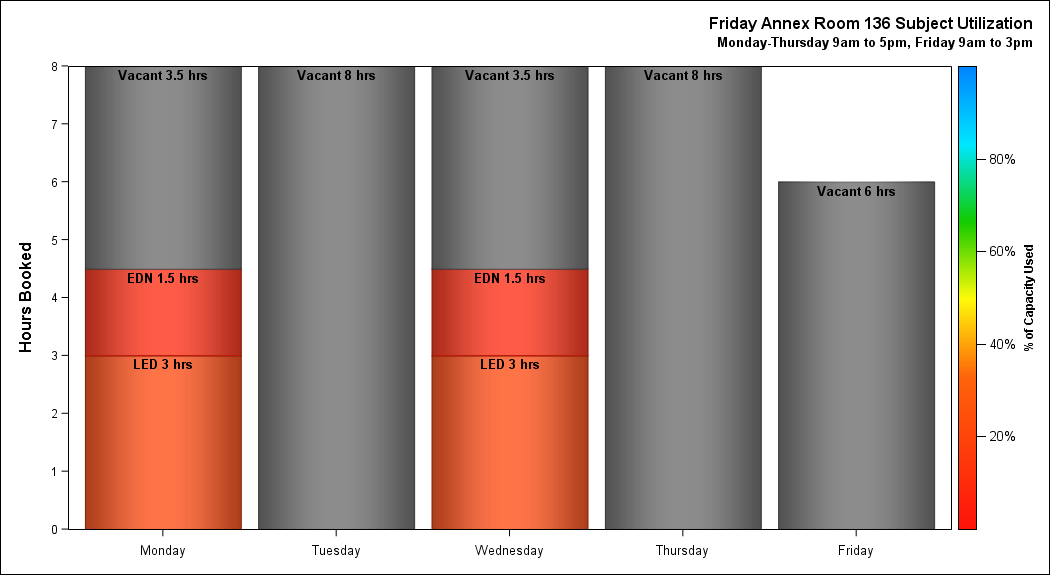 Friday Annex Room 136 Subject Utilization
Monday-Thursday 9am to 5pm, Friday 9am to 3pm
Hours Booked
8
7
6
5
4
3
2
1
0
Vacant 3.5 hrs
EDN 1.5 hrs
LED 3 hrs
Vacant 8 hrs
Vacant 3.5 hrs
EDN 1.5 hrs
LED 3 hrs
Vacant 8 hrs
Vacant 6 hrs
Monday Tuesday Wednesday Thursday Friday
80%
60%
40%
20%
% of Capacity Used